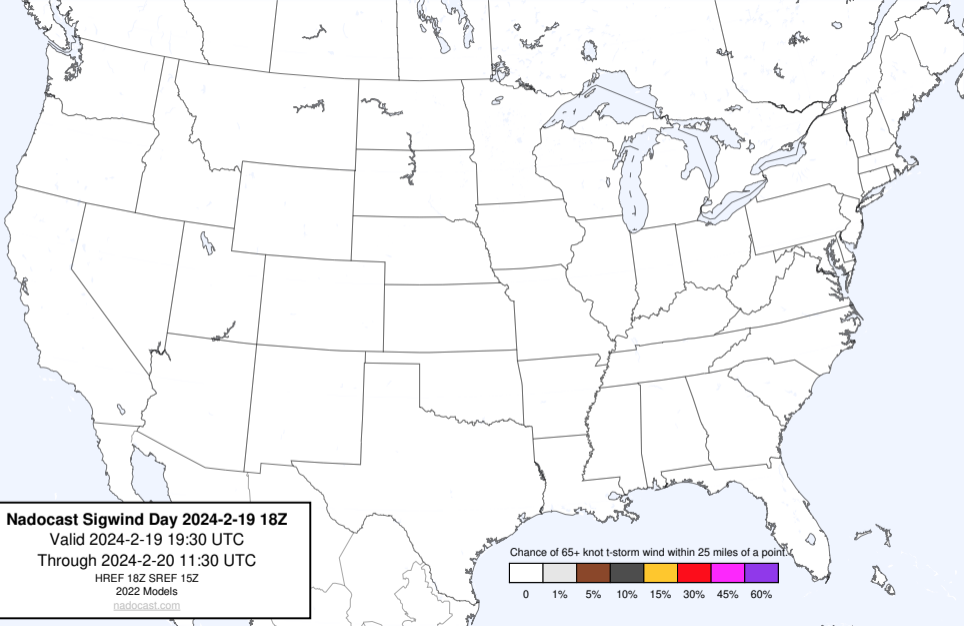 Nadocast Sigwind Day 2024-2-19 18Z
Valid 2024-2-19 19:30 UTC
Through 2024-2-20 11:30 UTC
HREF 18Z SREF 15Z
2022 Models
nadocast.com
Chance of 65+ knot t-storm wind within 25 miles of a point.
0 1% 5% 10% 15% 30% 45% 60%